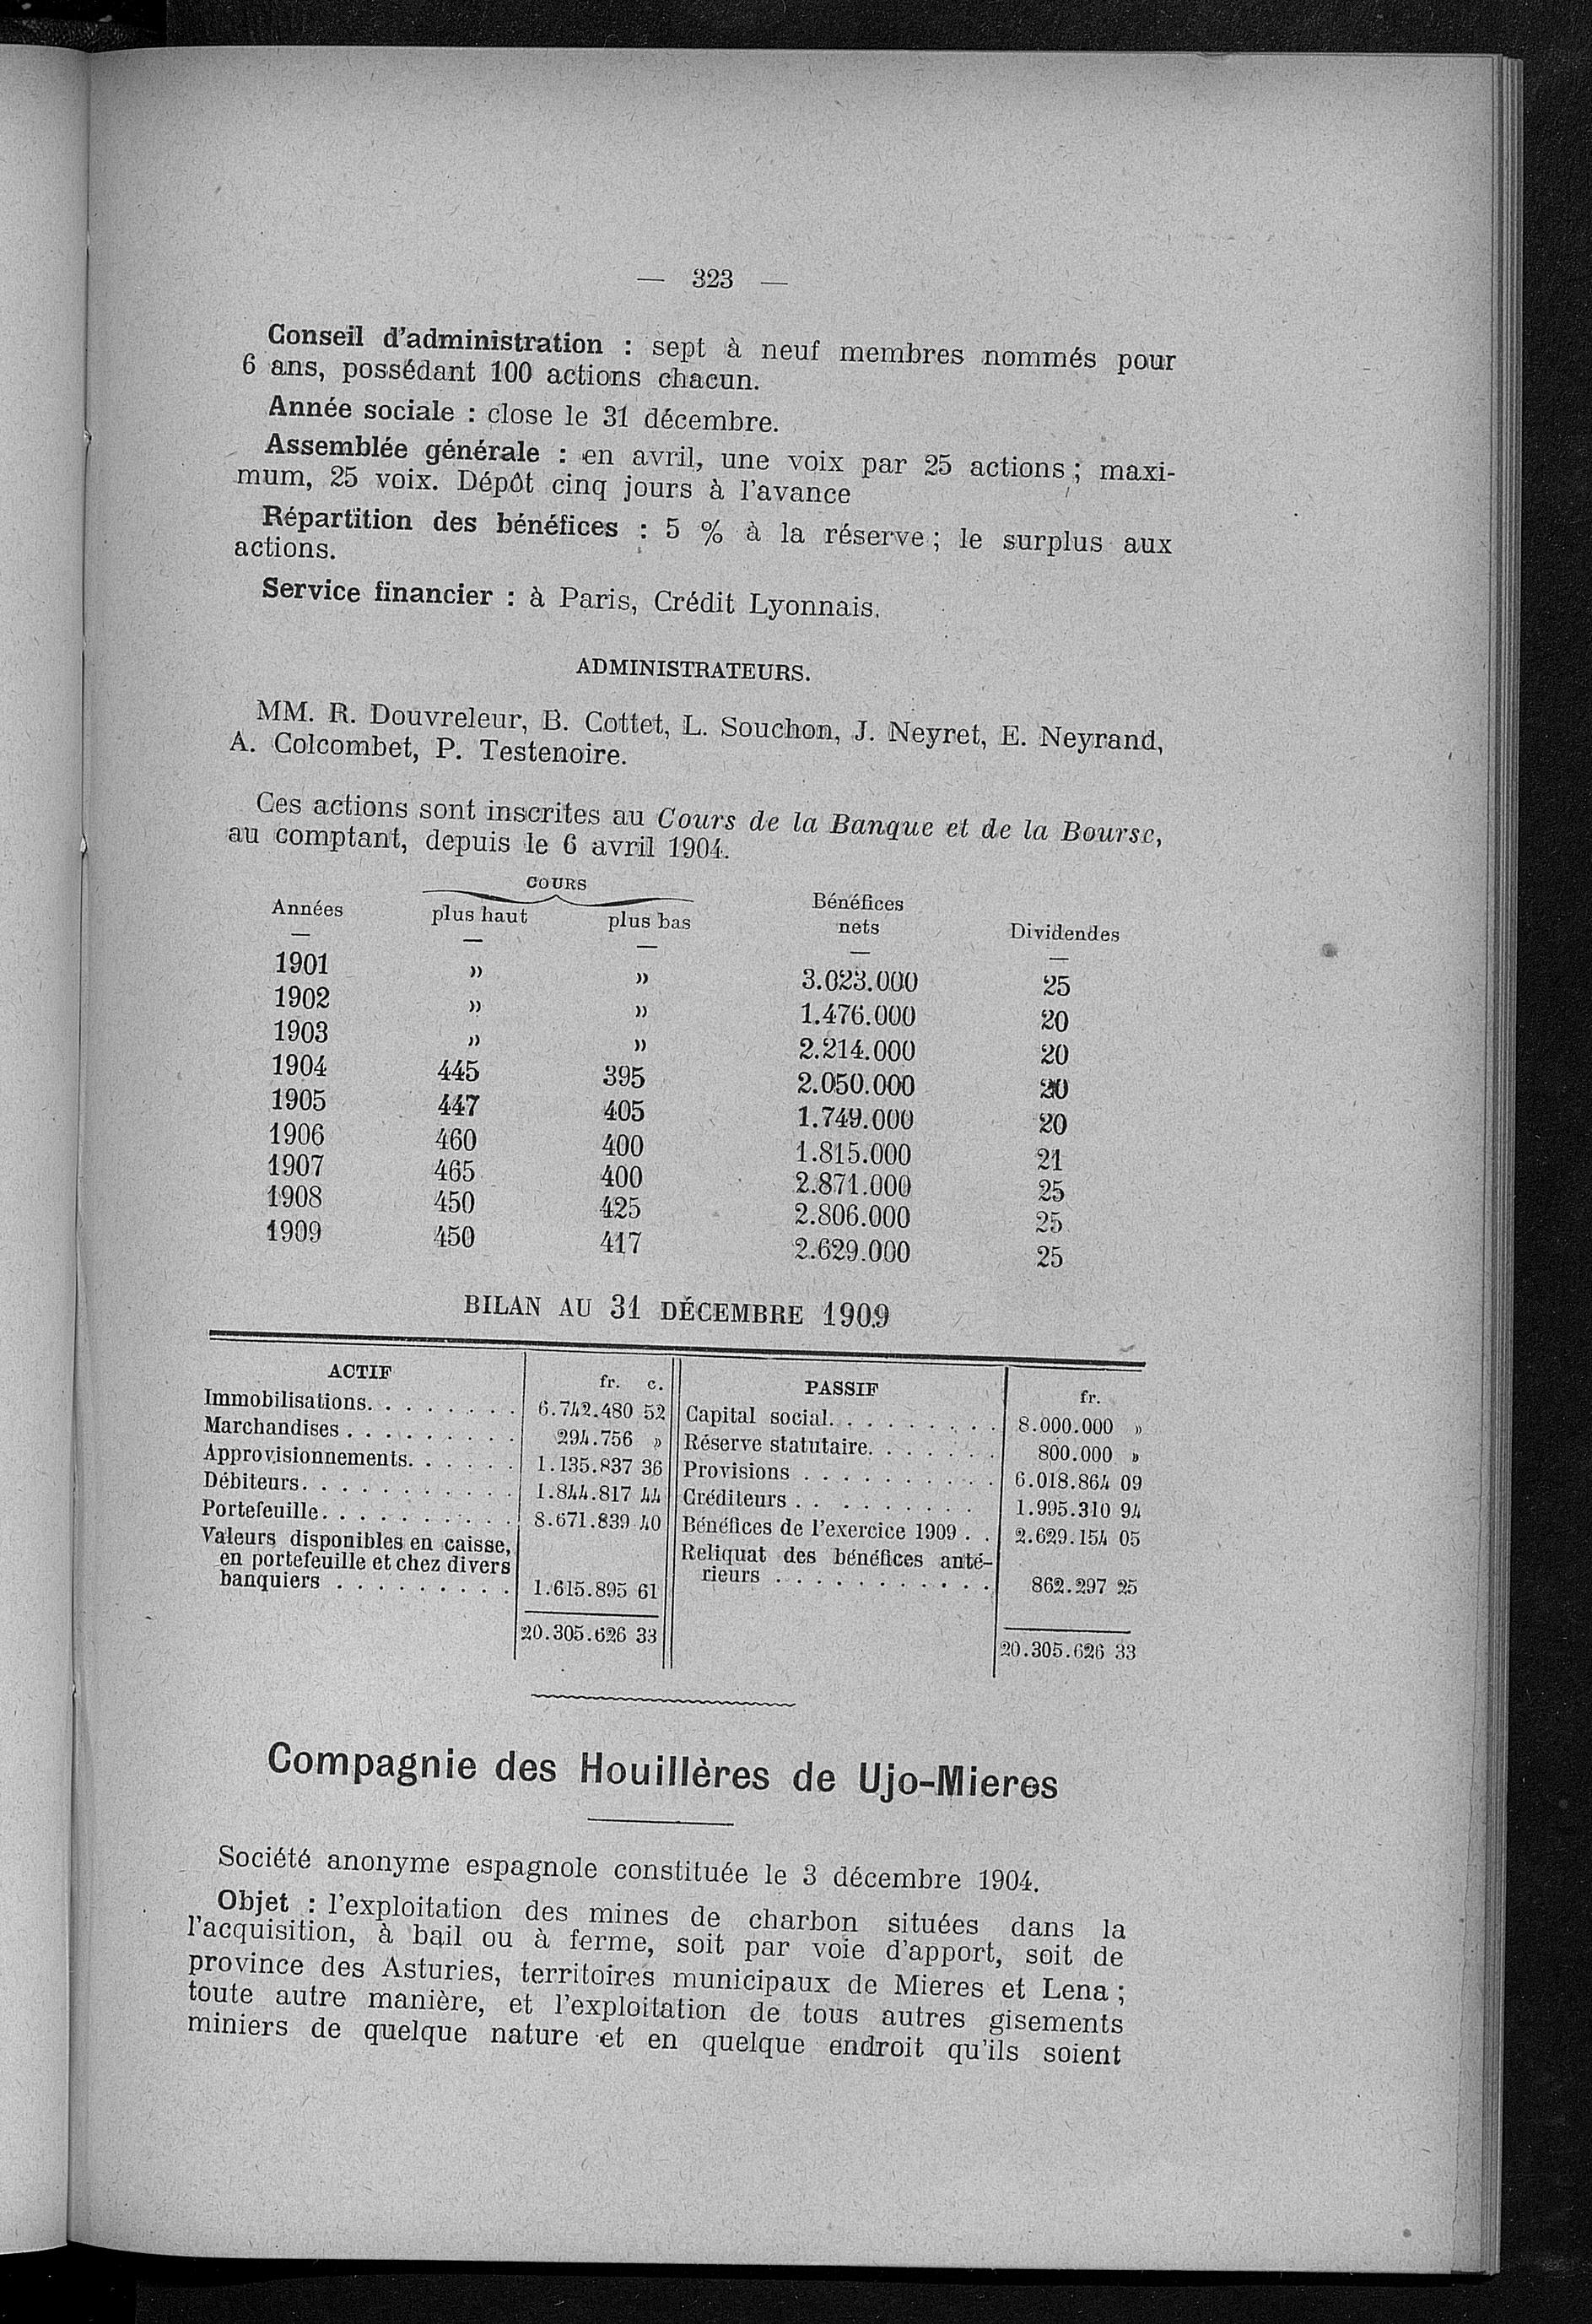 — 323 —
Conseil d'administration : sept à neuf membres nommés pour
6 ans, possédant 100 actions chacun.
Année sociale : close le 31 décembre.
Assemblée générale : en avril, une voix par 25 actions ; maxi-
mum, 25 voix. Dépôt cinq jours à l'avance
Répartition des bénéfices : 5 % à la réserve ; le surplus aux
actions.
Service financier : à Paris, Crédit Lyonnais.
ADMINISTRATEURS.
MM. R. Douvreleur, B. Cottet, L. Souchon, J. Neyret, E. Neyrand,
A. Colcombet, P. Testenoire.
Ces actions sont inscrites au Cours de la Banque et de la Bourse,
au comptant, depuis le 6 avril 1904.
COURS
Années plus haut plus bas Bénéfices nets Dividendes
— — — — —
1901 » » 3.023.000 25
1902 » » 1.476.000 20
1903 » » 2.214.000 20
1904 445 395 2.050.000 20
1905 447 405 1.749.000 20
1906 460 400 1.815.000 21
1907 465 400 2.871.000 25
1908 450 425 2.806.000 25
1909 450 417 2.629.000 25
BILAN AU 31 DÉCEMBRE 1909
ACTIF fr. c.
Immobilisations. . . . . . . . . 6.742.480 52
Marchandises . . . . . . . . . 294.756 »
Approvisionnements. . . . . . 1.135.837 36
Débiteurs. . . . . . . . . . . 1.844.817 44
Portefeuille. . . . . . . . . . 8.671.839 40
Valeurs disponibles en caisse,
en portefeuille et chez divers
banquiers . . . . . . . . . 1.615.895 61
20.305.626 33
PASSIF fr.
Capital social. . . . . . . . . 8.000.000 »
Réserve statutaire. . . . . . . 800.000 »
Provisions . . . . . . . . . . 6.018.864 09
Créditeurs . . . . . . . . . 1.995.310 94
Bénéfices de l'exercice 1909 . . 2.629.154 05
Reliquat des bénéfices anté-
rieurs . . . . . . . . . . . 862.297 25
20.305.626 33
Compagnie des Houillères de Ujo-Mieres
Société anonyme espagnole constituée le 3 décembre 1904.
Objet : l'exploitation des mines de charbon situées dans la
l'acquisition, à bail ou à ferme, soit par voie d'apport, soit de
province des Asturies, territoires municipaux de Mieres et Lena ;
toute autre manière, et l'exploitation de tous autres gisements
miniers de quelque nature et en quelque endroit qu'ils soient